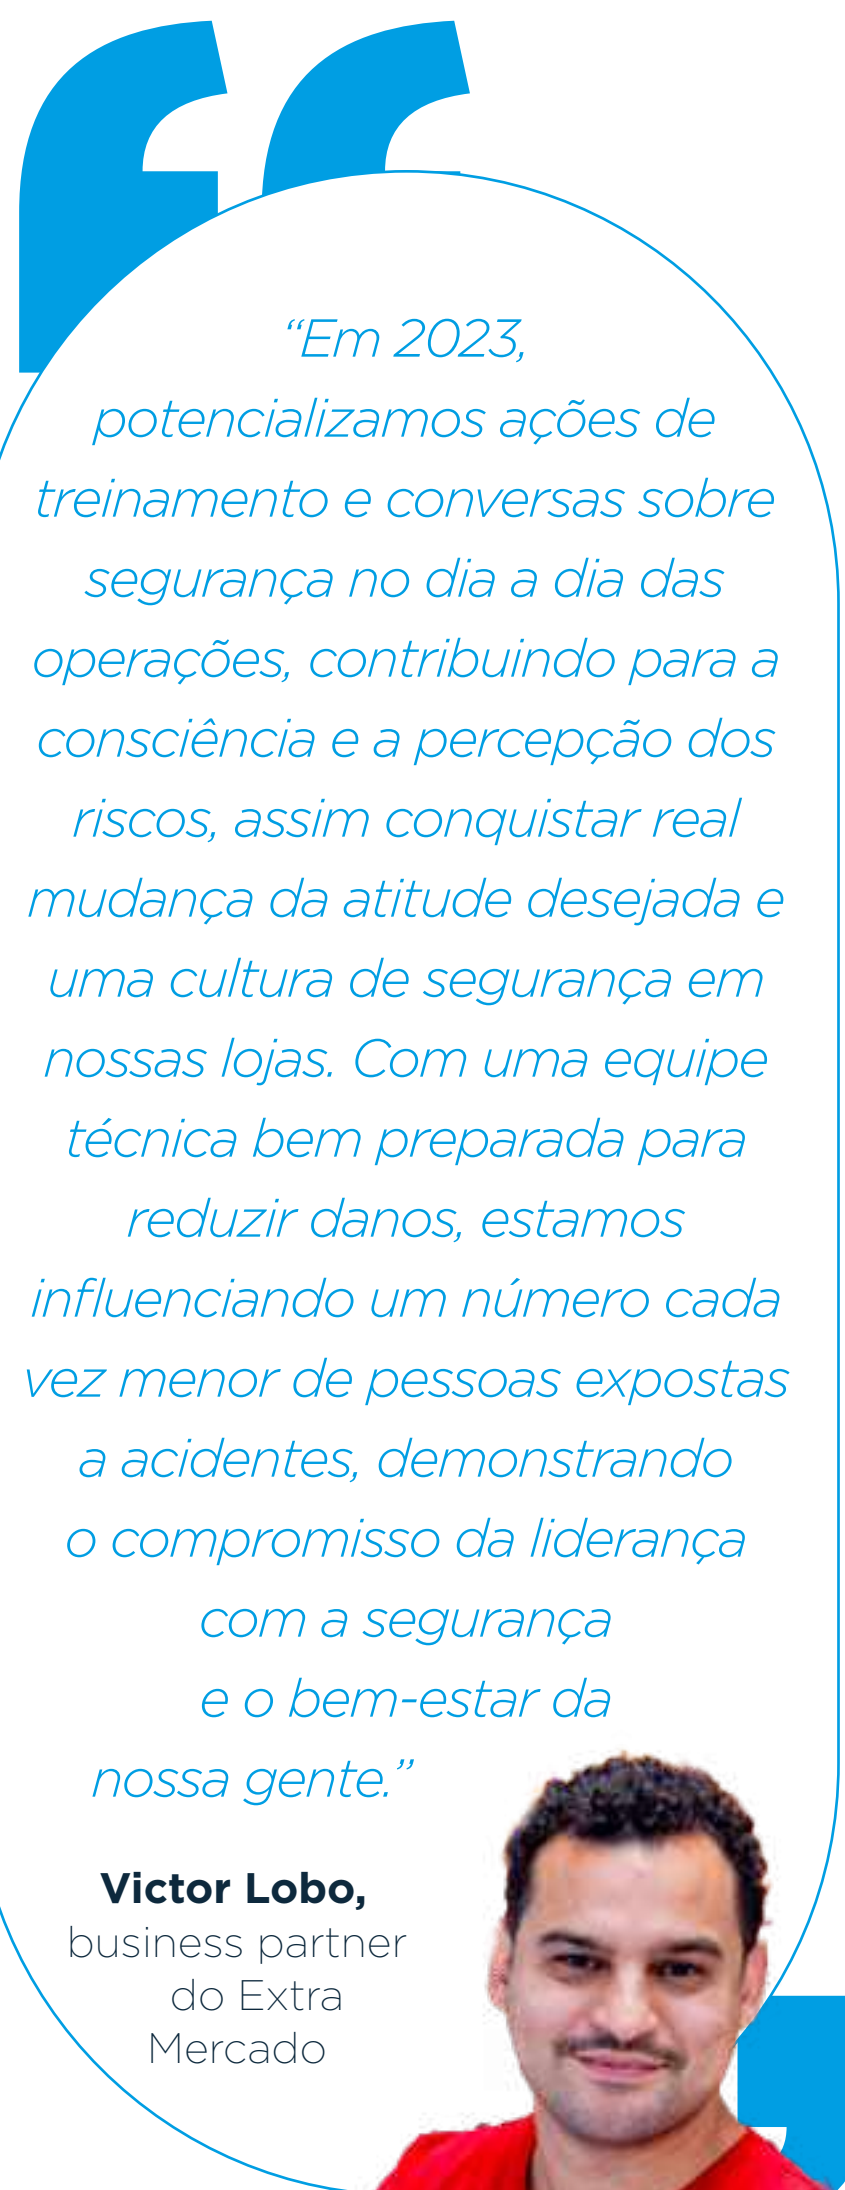 “Em 2023,
potencializamos ações de
treinamento e conversas sobre
segurança no dia a dia das
operações, contribuindo para a
consciência e a percepção dos
riscos, assim conquistar real
mudança da atitude desejada e
uma cultura de segurança em
nossas lojas. Com uma equipe
técnica bem preparada para
reduzir danos, estamos
influenciando um número cada
vez menor de pessoas expostas
a acidentes, demonstrando
o compromisso da liderança
com a segurança
e o bem-estar da
nossa gente.”
Victor Lobo,
business partner
do Extra
Mercado